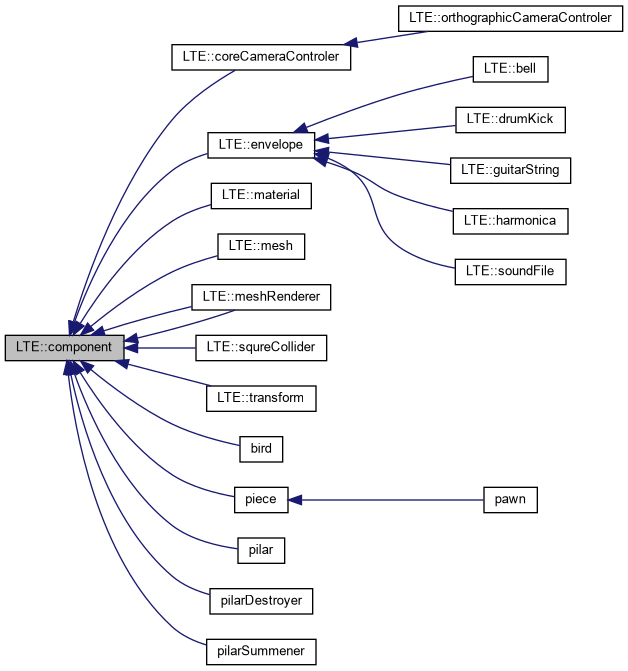 LTE::orthographicCameraControler
LTE::coreCameraControler
LTE::bell
LTE::drumKick
LTE::envelope
LTE::guitarString
LTE::material
LTE::harmonica
LTE::mesh
LTE::soundFile
LTE::meshRenderer
LTE::component
LTE::squreCollider
LTE::transform
bird
piece
pawn
pilar
pilarDestroyer
pilarSummener